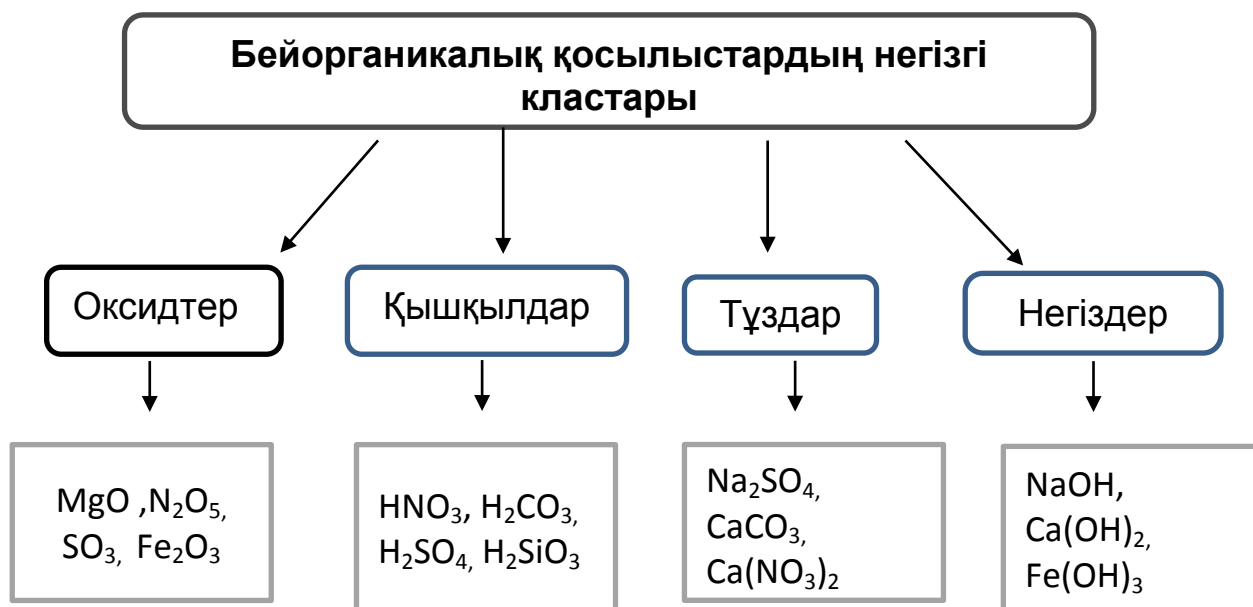 Бейорганикалық қосылыстардың негізгі
кластары
Оксидтер
Қышқылдар
Тұздар
Негіздер
MgO ,N₂O₅,
SO₃, Fe₂O₃
HNO₃, H₂CO₃,
H₂SO₄, H₂SiO₃
Na₂SO₄,
CaCO₃,
Ca(NO₃)₂
NaOH,
Ca(OH)₂,
Fe(OH)₃